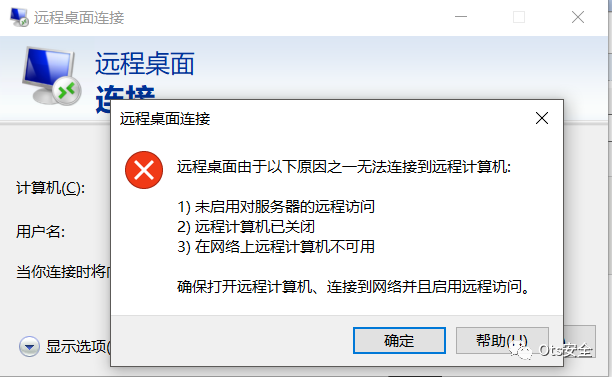 远程桌面连接
远程桌面
连接
远程桌面连接
远程桌面由于以下原因之一无法连接到远程计算机:
计算机(C):
1) 未启用对服务器的远程访问
2) 远程计算机已关闭
用户名:
3) 在网络上远程计算机不可用
当你连接时将
确保打开远程计算机、连接到网络并且启用远程访问。
显示选项(
确定
帮助(H)
Ots安全